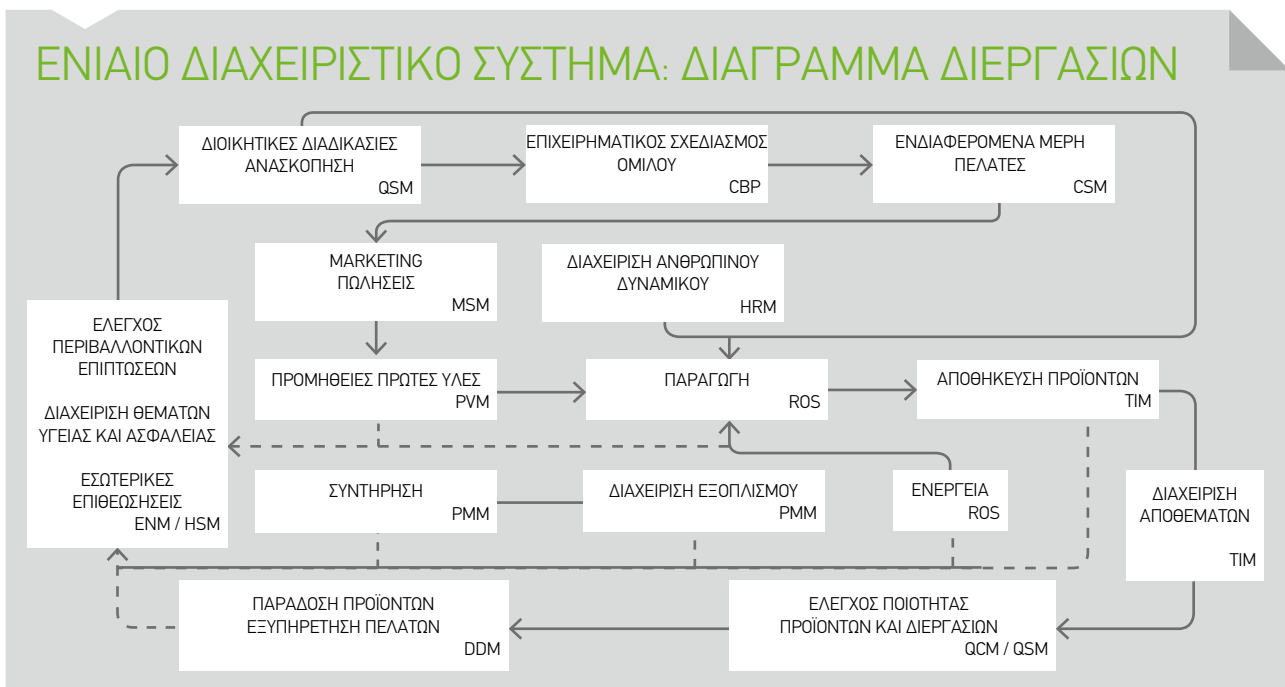 ΕΝΙΑΙΟ ΔΙΑΧΕΙΡΙΣΤΙΚΟ ΣΥΣΤΗΜΑ: ΔΙΑΓΡΑΜΜΑ ΔΙΕΡΓΑΣΙΩΝ
ΔΙΟΙΚΗΤΙΚΕΣ ΔΙΑΔΙΚΑΣΙΕΣ
ΑΝΑΣΚΟΠΗΣΗ
QSM
ΕΠΙΧΕΙΡΗΜΑΤΙΚΟΣ ΣΧΕΔΙΑΣΜΟΣ
ΟΜΙΛΟΥ
CBP
ΕΝΔΙΑΦΕΡΟΜΕΝΑ ΜΕΡΗ
ΠΕΛΑΤΕΣ
CSM
MARKETING
ΠΩΛΗΣΕΙΣ
MSM
ΔΙΑΧΕΙΡΙΣΗ ΑΝΘΡΩΠΙΝΟΥ
ΔΥΝΑΜΙΚΟΥ
HRM
ΕΛΕΓΧΟΣ
ΠΕΡΙΒΑΛΛΟΝΤΙΚΩΝ
ΕΠΙΠΤΩΣΕΩΝ
ΔΙΑΧΕΙΡΙΣΗ ΘΕΜΑΤΩΝ
ΥΓΕΙΑΣ ΚΑΙ ΑΣΦΑΛΕΙΑΣ
ΕΣΩΤΕΡΙΚΕΣ
ΕΠΙΘΕΩΣΗΣΕΙΣ
ENM / HSM
ΠΡΟΜΗΘΕΙΕΣ ΠΡΩΤΕΣ ΥΛΕΣ
PVM
ΠΑΡΑΓΩΓΗ
ROS
ΑΠΟΘΗΚΕΥΣΗ ΠΡΟΪΟΝΤΩΝ
TIM
ΣΥΝΤΗΡΗΣΗ
PMM
ΔΙΑΧΕΙΡΙΣΗ ΕΞΟΠΛΙΣΜΟΥ
PMM
ΕΝΕΡΓΕΙΑ
ROS
ΔΙΑΧΕΙΡΙΣΗ
ΑΠΟΘΕΜΑΤΩΝ
TIM
ΠΑΡΑΔΟΣΗ ΠΡΟΪΟΝΤΩΝ
ΕΞΥΠΗΡΕΤΗΣΗ ΠΕΛΑΤΩΝ
DDM
ΕΛΕΓΧΟΣ ΠΟΙΟΤΗΤΑΣ
ΠΡΟΪΟΝΤΩΝ ΚΑΙ ΔΙΕΡΓΑΣΙΩΝ
QCM / QSM